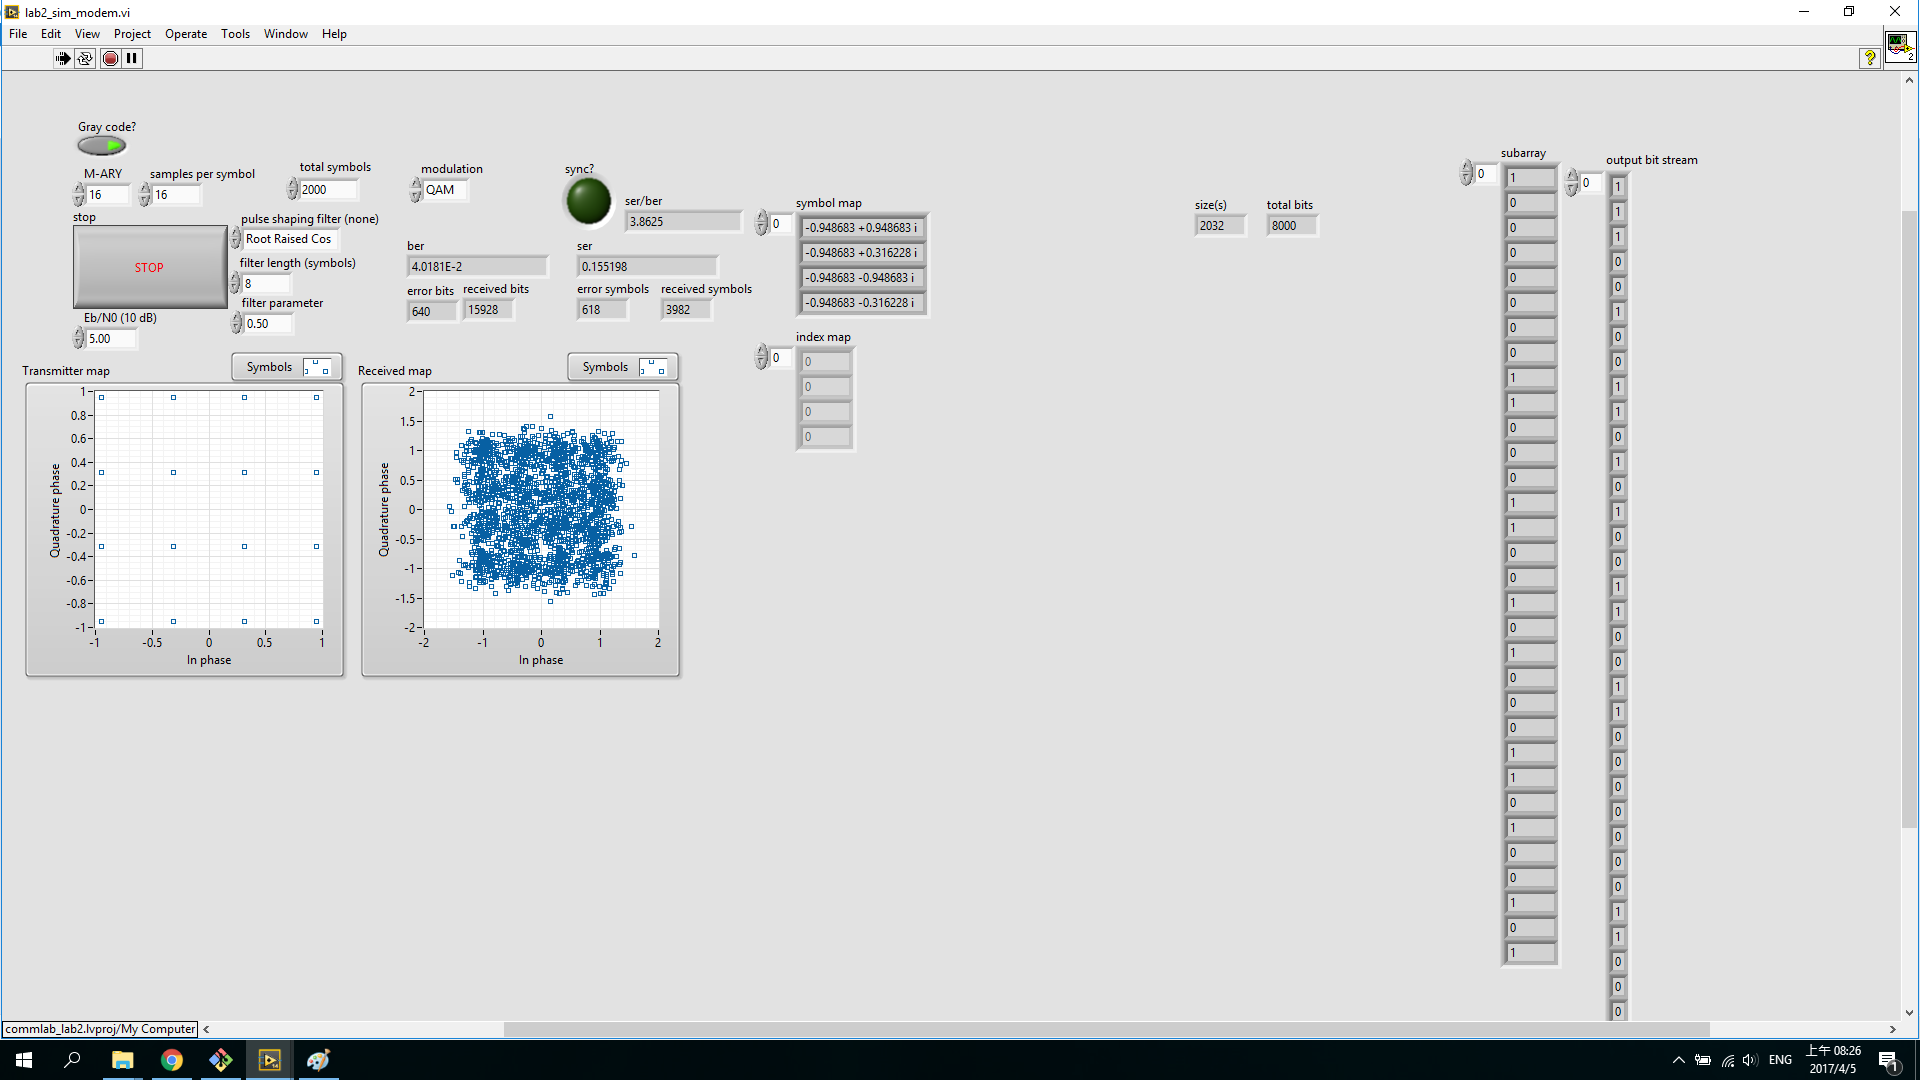 lab2_sim_modem.vi
File Edit View Project Operate Tools Window Help
?
2
Gray code?
M-ARY
16
samples per symbol
16
total symbols
2000
modulation
QAM
sync?
ser/ber
3.8625
stop
STOP
pulse shaping filter (none)
Root Raised Cos
filter length (symbols)
8
filter parameter
0.50
Eb/N0 (10 dB)
5.00
ber
4.0181E-2
error bits
640
received bits
15928
ser
0.155198
error symbols
618
received symbols
3982
symbol map
0
-0.948683 +0.948683 i
-0.948683 +0.316228 i
-0.948683 -0.948683 i
-0.948683 -0.316228 i
index map
0
0
0
0
0
size(s)
2032
total bits
8000
Transmitter map
Symbols
Quadrature phase
1
0.8
0.6
0.4
0.2
0
-0.2
-0.4
-0.6
-0.8
-1
-1 -0.5 0 0.5 1
In phase
Received map
Symbols
Quadrature phase
2
1.5
1
0.5
0
-0.5
-1
-1.5
-2
-2 -1 0 1 2
In phase
subarray
0
1
0
0
0
0
0
0
0
1
1
0
0
0
1
1
0
0
1
0
1
0
0
0
1
1
0
1
0
0
1
0
1
output bit stream
0
1
1
1
0
0
1
0
0
1
1
0
1
0
1
0
0
1
1
0
0
1
1
0
0
0
0
0
0
0
1
1
0
0
0
commlab_lab2.lvproj/My Computer
ENG
上午 08:26
2017/4/5
1